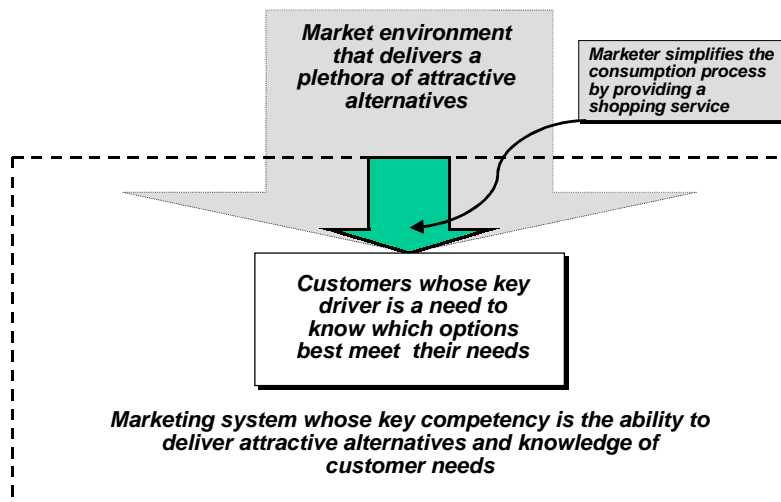 Market environment
that delivers a
plethora of attractive
alternatives
Marketer simplifies the
consumption process
by providing a
shopping service
Customers whose key
driver is a need to
know which options
best meet their needs
Marketing system whose key competency is the ability to
deliver attractive alternatives and knowledge of
customer needs